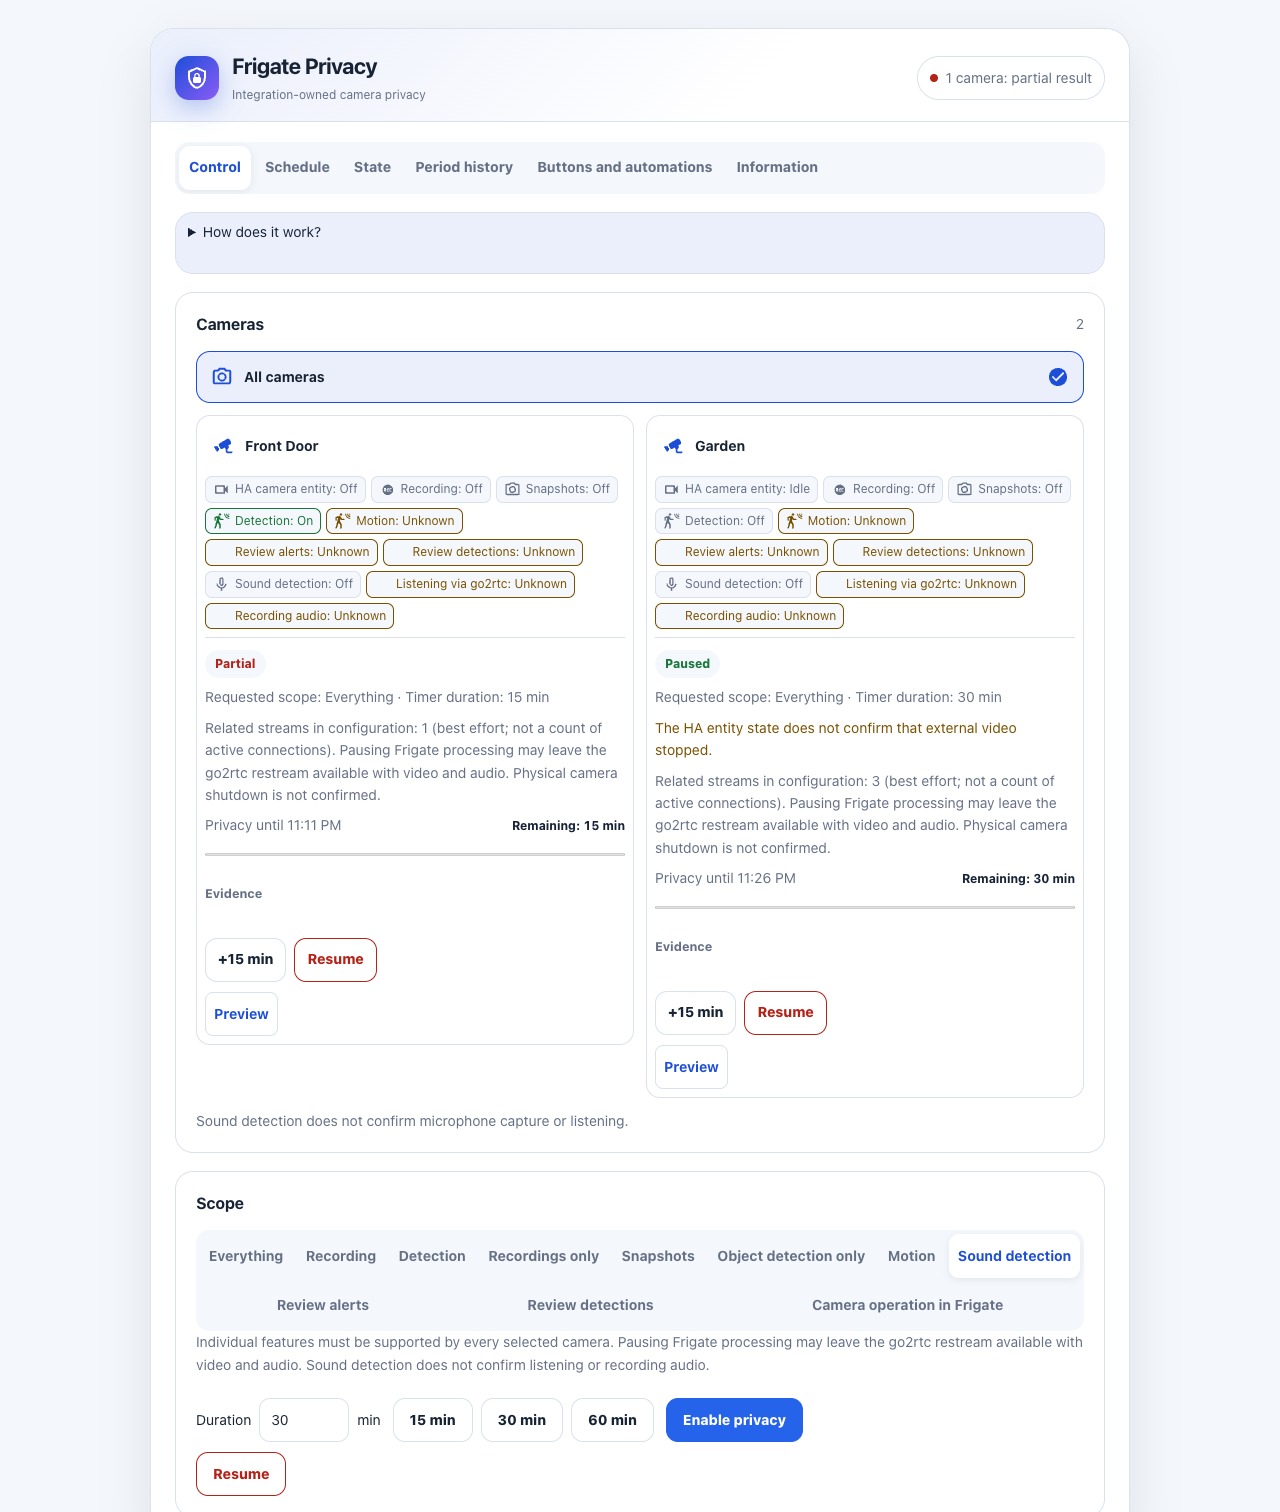 Frigate Privacy
Integration-owned camera privacy
1 camera: partial result
Control Schedule State Period history Buttons and automations Information
How does it work?
Cameras
2
All cameras
Front Door
HA camera entity: Off Recording: Off Snapshots: Off
Detection: On Motion: Unknown
Review alerts: Unknown Review detections: Unknown
Sound detection: Off Listening via go2rtc: Unknown
Recording audio: Unknown
Partial
Requested scope: Everything · Timer duration: 15 min
Related streams in configuration: 1 (best effort; not a count of
active connections). Pausing Frigate processing may leave the
go2rtc restream available with video and audio. Physical camera
shutdown is not confirmed.
Privacy until 11:11 PM Remaining: 15 min
Evidence
+15 min Resume
Preview
Garden
HA camera entity: Idle Recording: Off Snapshots: Off
Detection: Off Motion: Unknown
Review alerts: Unknown Review detections: Unknown
Sound detection: Off Listening via go2rtc: Unknown
Recording audio: Unknown
Paused
Requested scope: Everything · Timer duration: 30 min
The HA entity state does not confirm that external video
stopped.
Related streams in configuration: 3 (best effort; not a count of
active connections). Pausing Frigate processing may leave the
go2rtc restream available with video and audio. Physical camera
shutdown is not confirmed.
Privacy until 11:26 PM Remaining: 30 min
Evidence
+15 min Resume
Preview
Sound detection does not confirm microphone capture or listening.
Scope
Everything Recording Detection Recordings only Snapshots Object detection only Motion Sound detection
Review alerts Review detections Camera operation in Frigate
Individual features must be supported by every selected camera. Pausing Frigate processing may leave the go2rtc restream available with
video and audio. Sound detection does not confirm listening or recording audio.
Duration 30 min 15 min 30 min 60 min Enable privacy
Resume